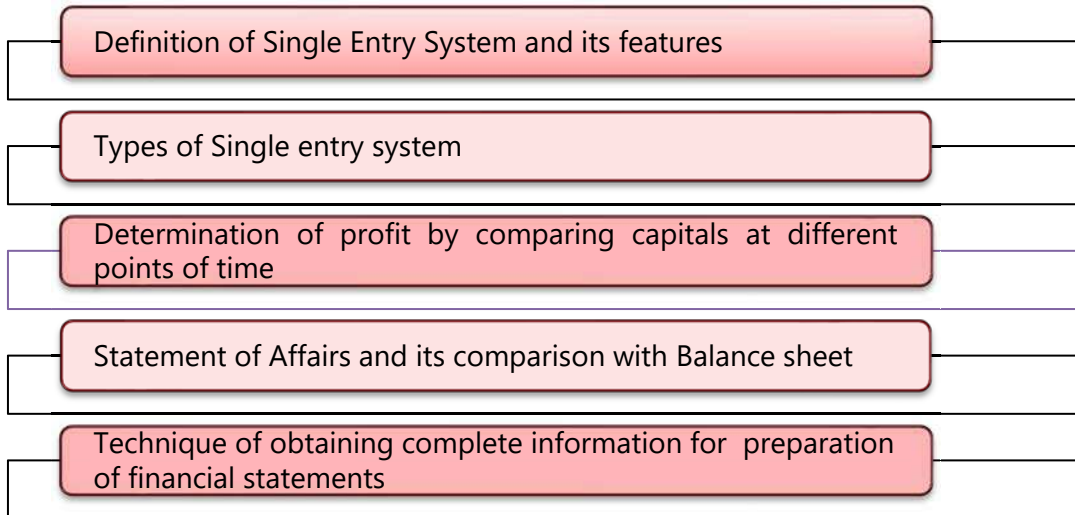 Definition of Single Entry System and its features
Types of Single entry system
Determination of profit by comparing capitals at different
points of time
Statement of Affairs and its comparison with Balance sheet
Technique of obtaining complete information for preparation
of financial statements